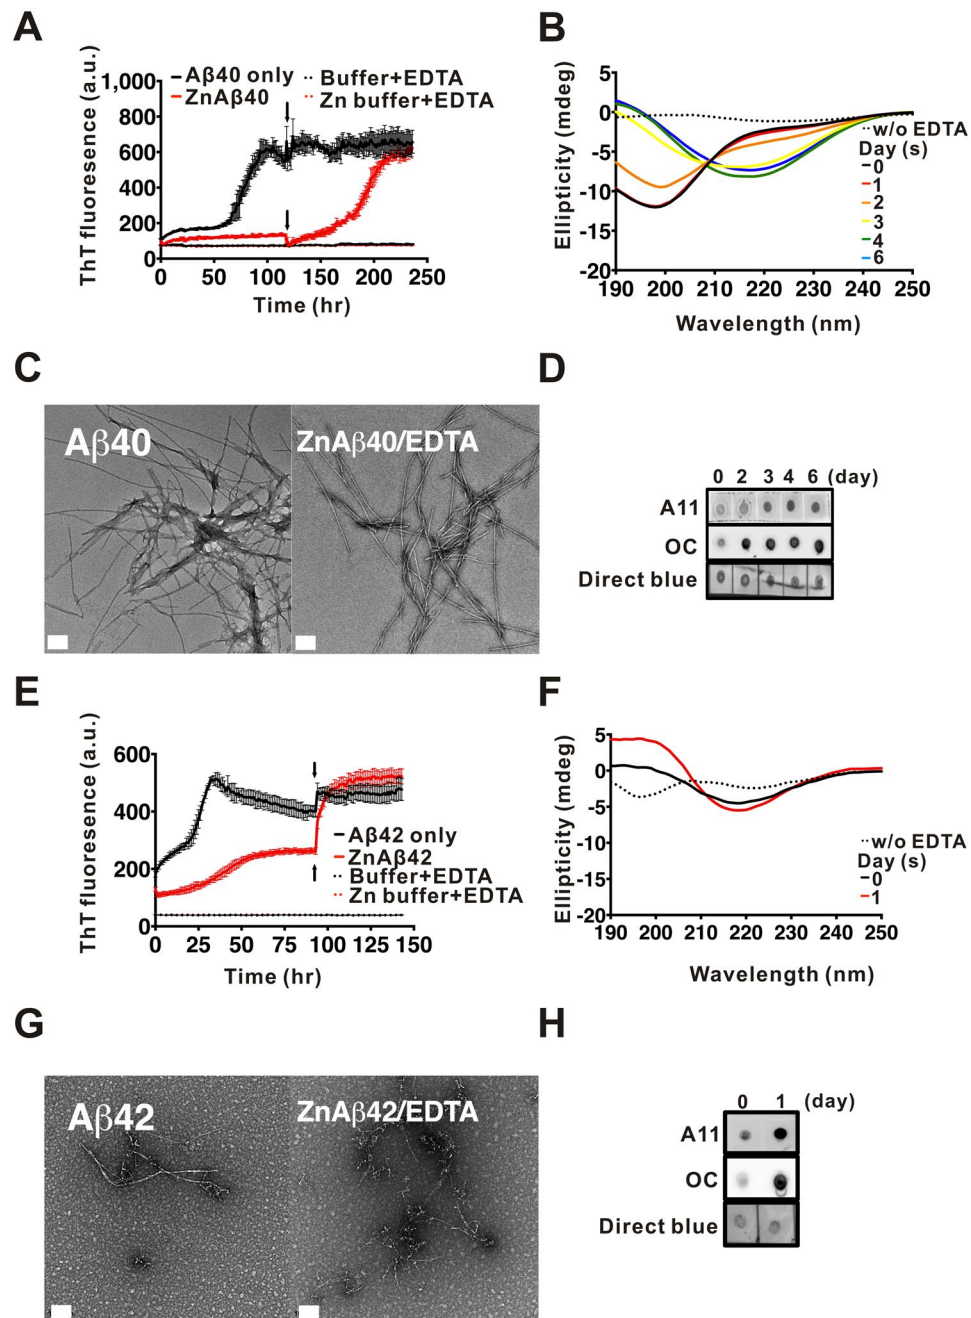 A
ThT fluoresence (a.u.)
1,000
800
600
400
200
0
0 50 100 150 200 250
Time (hr)
Aβ40 only
ZnAβ40
Buffer+EDTA
Zn buffer+EDTA
B
Ellipticity (mdeg)
5
0
-5
-10
-15
-20
190 200 210 220 230 240 250
Wavelength (nm)
w/o EDTA
Day (s)
0
1
2
3
4
6
C
Aβ40
ZnAβ40/EDTA
D
0 2 3 4 6 (day)
A11
OC
Direct blue
E
ThT fluoresence (a.u.)
600
400
200
0
0 25 50 75 100 125 150
Time (hr)
Aβ42 only
ZnAβ42
Buffer+EDTA
Zn buffer+EDTA
F
Ellipticity (mdeg)
5
0
-5
-10
-15
-20
190 200 210 220 230 240 250
Wavelength (nm)
w/o EDTA
Day (s)
0
1
G
Aβ42
ZnAβ42/EDTA
H
0 1 (day)
A11
OC
Direct blue